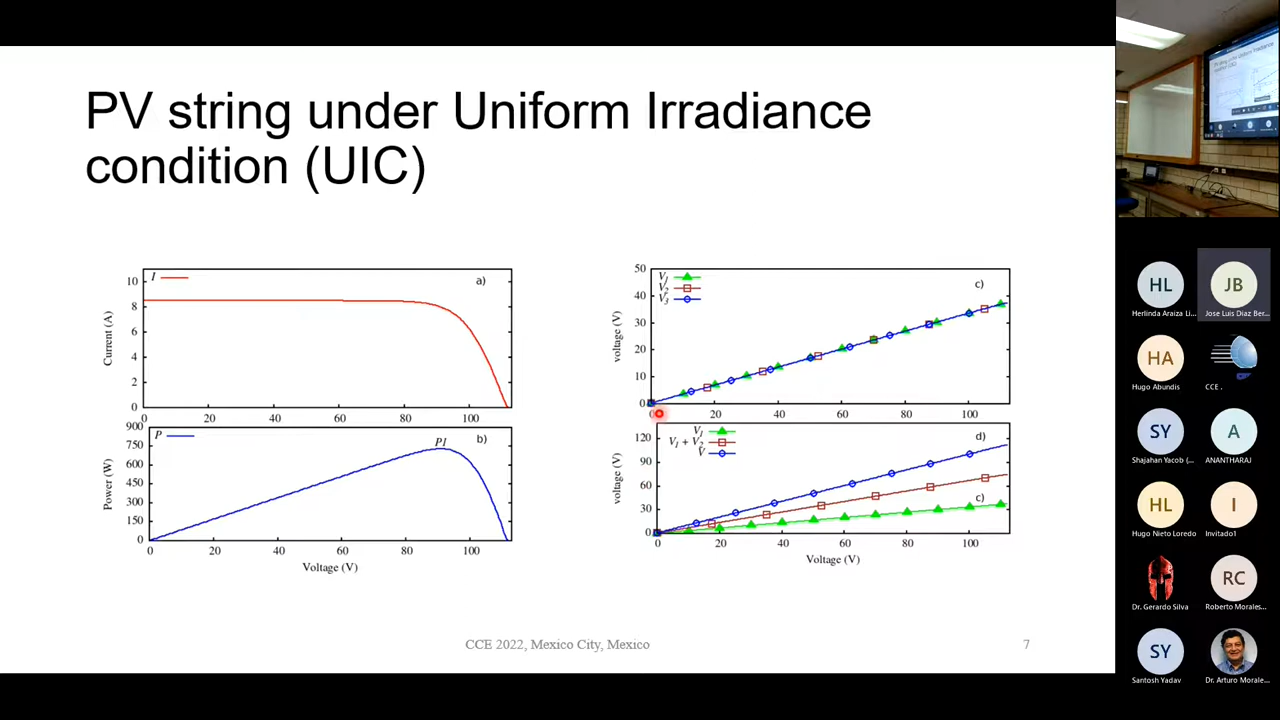 PV string under Uniform Irradiance
condition (UIC)
I
a)
10
8
6
4
2
0
Current (A)
0 20 40 60 80 100
P
P1
b)
900
750
600
450
300
150
0
Power (W)
0 20 40 60 80 100
Voltage (V)
V1
V2
V3
c)
50
40
30
20
10
0
voltage (V)
20 40 60 80 100
V1
V1 + V2
V
d)
c)
120
90
60
30
0
voltage (V)
0 20 40 60 80 100
Voltage (V)
CCE 2022, Mexico City, Mexico
7
HL
Herlinda Araiza Li...
JB
Jose Luis Diaz Ber...
HA
Hugo Abundis
CCE .
SY
Shajahan Yacob (...
A
ANANTHARAJ
HL
Hugo Nieto Loredo
I
Invitado1
Dr. Gerardo Silva
RC
Roberto Morales...
SY
Santosh Yadav
Dr. Arturo Morale...